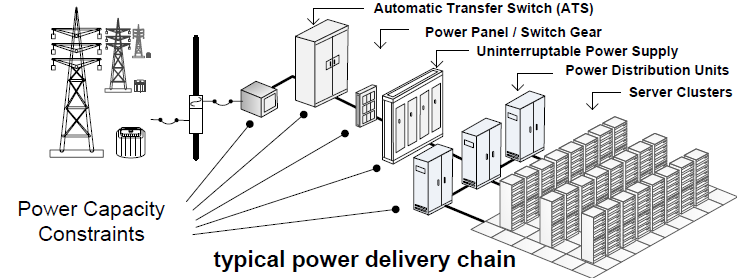 Automatic Transfer Switch (ATS)
Power Panel / Switch Gear
Uninterruptable Power Supply
Power Distribution Units
Server Clusters
Power Capacity
Constraints
typical power delivery chain